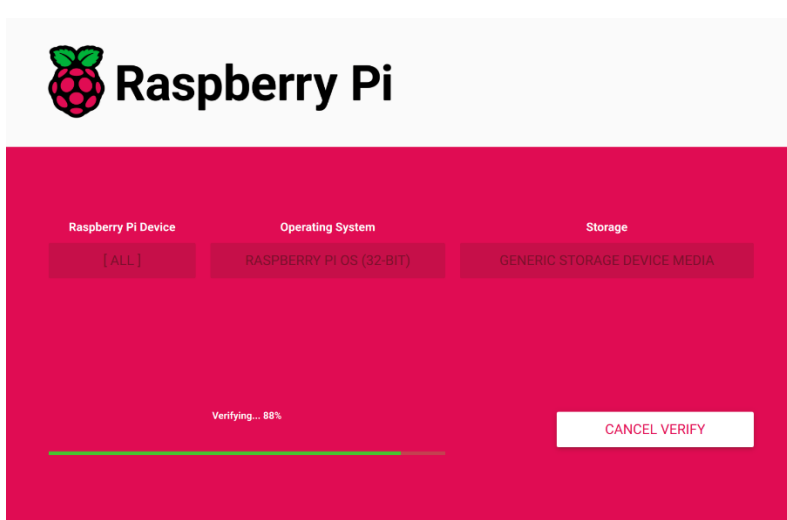 Raspberry Pi
Raspberry Pi Device
Operating System
Storage
[ ALL ]
RASPBERRY PI OS (32-BIT)
GENERIC STORAGE DEVICE MEDIA
Verifying... 88%
CANCEL VERIFY